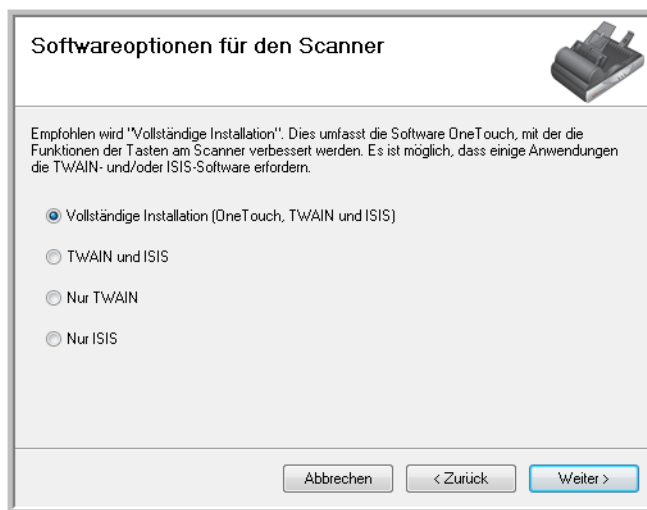 Softwareoptionen für den Scanner
Empfohlen wird "Vollständige Installation". Dies umfasst die Software OneTouch, mit der die
Funktionen der Tasten am Scanner verbessert werden. Es ist möglich, dass einige Anwendungen
die TWAIN- und/oder ISIS-Software erfordern.
Vollständige Installation (OneTouch, TWAIN und ISIS)
TWAIN und ISIS
Nur TWAIN
Nur ISIS
Abbrechen < Zurück Weiter >